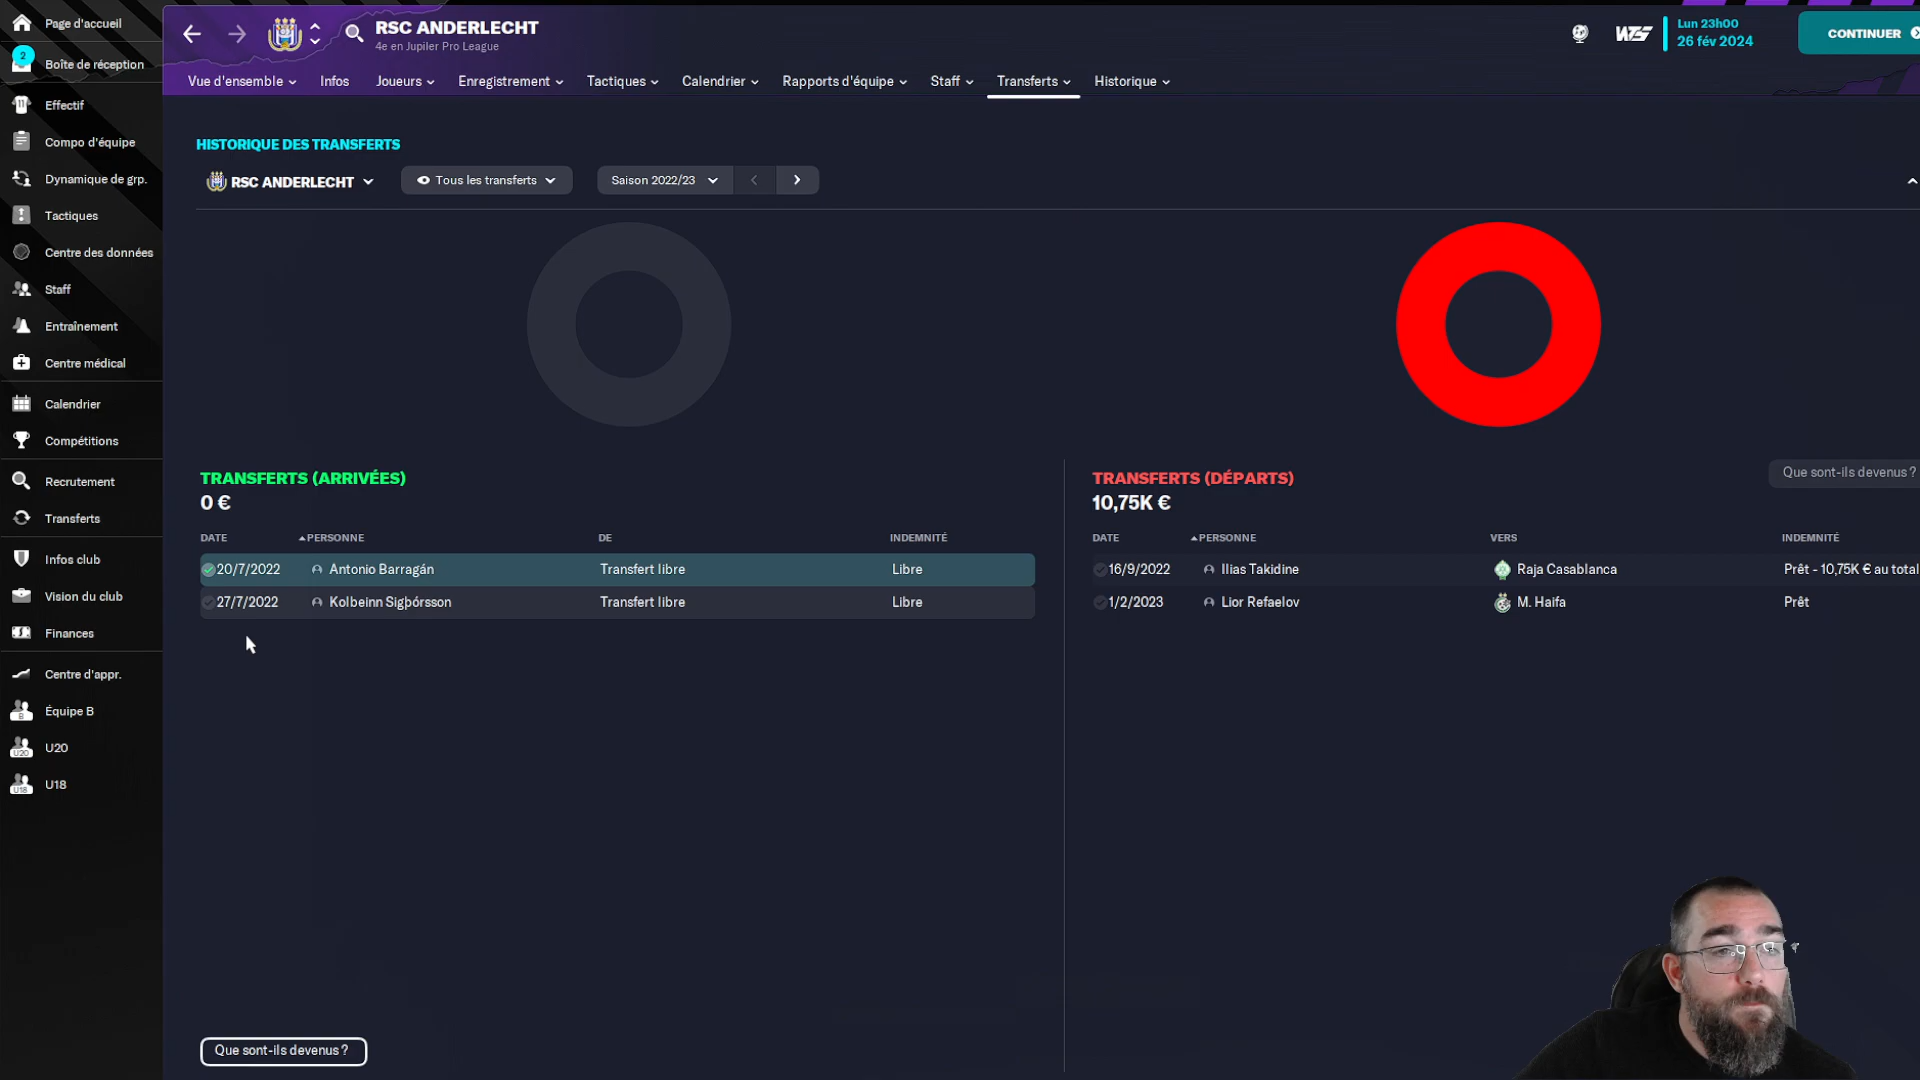 Page d'accueil
2
Boîte de réception
Effectif
Compo d'équipe
Dynamique de grp.
Tactiques
Centre des données
Staff
Entraînement
Centre médical
Calendrier
Compétitions
Recrutement
Transferts
Infos club
Vision du club
Finances
Centre d'appr.
B
Équipe B
U20
U20
U18
U18
RSC ANDERLECHT
4e en Jupiler Pro League
Lun 23h00
26 fév 2024
CONTINUER
Vue d'ensemble Infos Joueurs Enregistrement Tactiques Calendrier Rapports d'équipe Staff Transferts Historique
HISTORIQUE DES TRANSFERTS
RSC ANDERLECHT Tous les transferts Saison 2022/23
TRANSFERTS (ARRIVÉES)
0 €
DATE PERSONNE DE INDEMNITÉ
20/7/2022 Antonio Barragán Transfert libre Libre
27/7/2022 Kolbeinn Sigþórsson Transfert libre Libre
Que sont-ils devenus ?
TRANSFERTS (DÉPARTS)
Que sont-ils devenus ?
10,75K €
DATE PERSONNE VERS INDEMNITÉ
16/9/2022 Ilias Takidine Raja Casablanca Prêt - 10,75K € au total
1/2/2023 Lior Refaelov M. Haifa Prêt